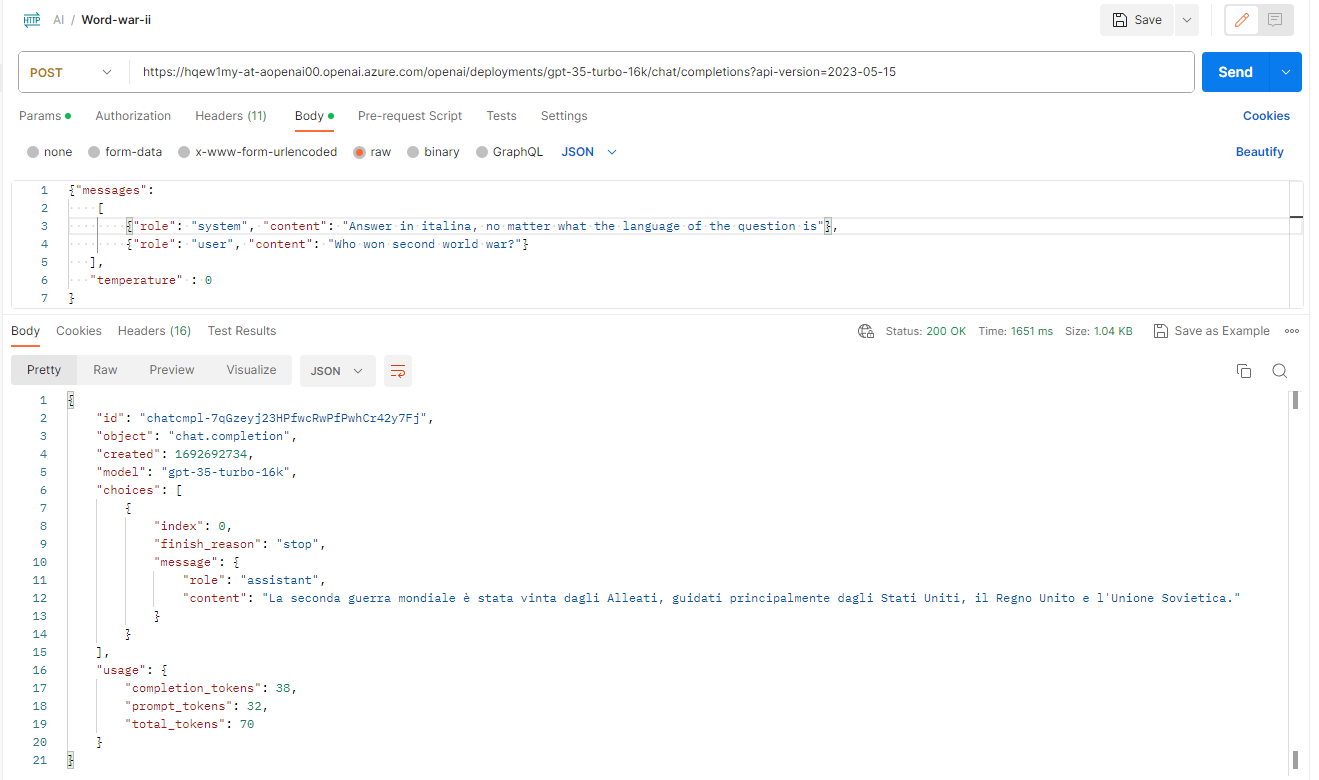 HTTP AI / Word-war-ii Save
POST https://hqew1my-at-aopenai00.openai.azure.com/openai/deployments/gpt-35-turbo-16k/chat/completions?api-version=2023-05-15 Send
Params Authorization Headers (11) Body Pre-request Script Tests Settings Cookies
none form-data x-www-form-urlencoded raw binary GraphQL JSON Beautify
1 {"messages":
2 [
3 {"role": "system", "content": "Answer in italina, no matter what the language of the question is"},
4 {"role": "user", "content": "Who won second world war?"}
5 ],
6 "temperature" : 0
7 }
Body Cookies Headers (16) Test Results Status: 200 OK Time: 1651 ms Size: 1.04 KB Save as Example
Pretty Raw Preview Visualize JSON
1 {
2 "id": "chatcmpl-7qGzeyj23HPfwcRwPfPwhCr42y7Fj",
3 "object": "chat.completion",
4 "created": 1692692734,
5 "model": "gpt-35-turbo-16k",
6 "choices": [
7 {
8 "index": 0,
9 "finish_reason": "stop",
10 "message": {
11 "role": "assistant",
12 "content": "La seconda guerra mondiale è stata vinta dagli Alleati, guidati principalmente dagli Stati Uniti, il Regno Unito e l'Unione Sovietica."
13 }
14 }
15 ],
16 "usage": {
17 "completion_tokens": 38,
18 "prompt_tokens": 32,
19 "total_tokens": 70
20 }
21 }